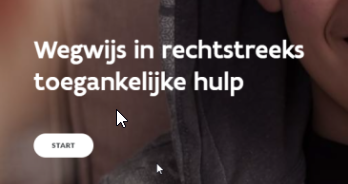 Wegwijs in rechtstreeks
toegankelijke hulp
START